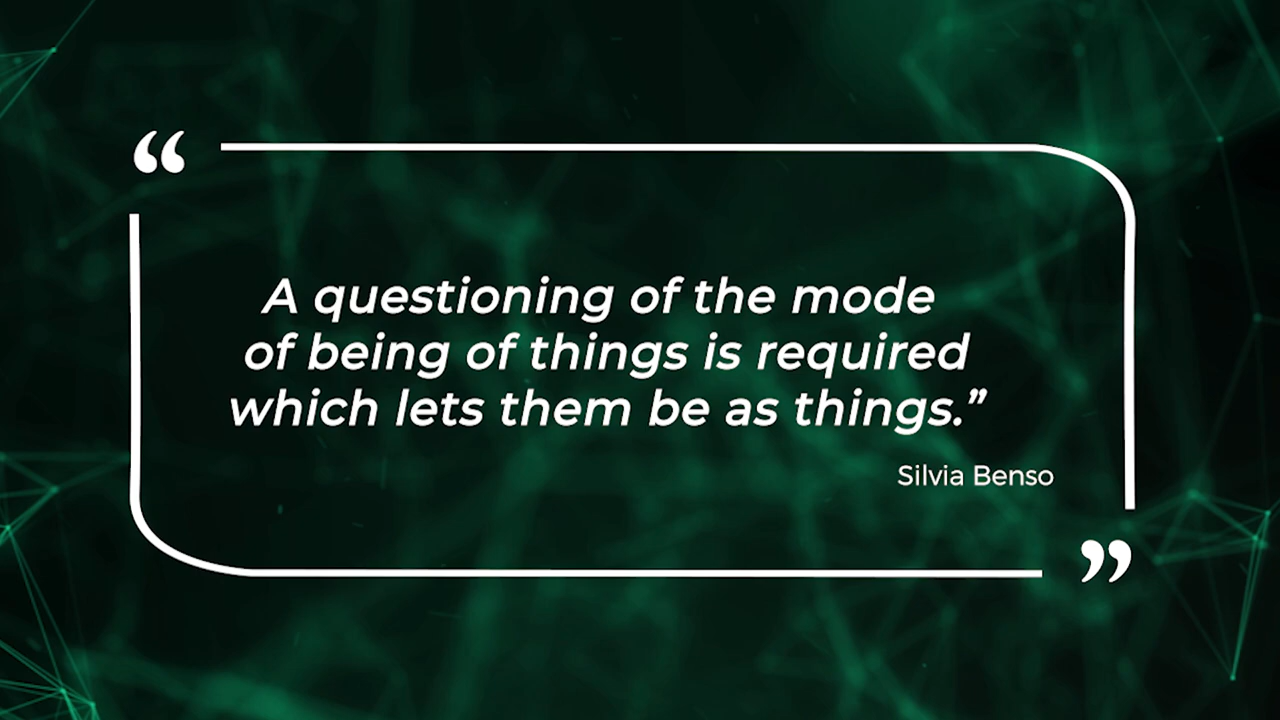 “
A questioning of the mode
of being of things is required
which lets them be as things.”
Silvia Benso
”